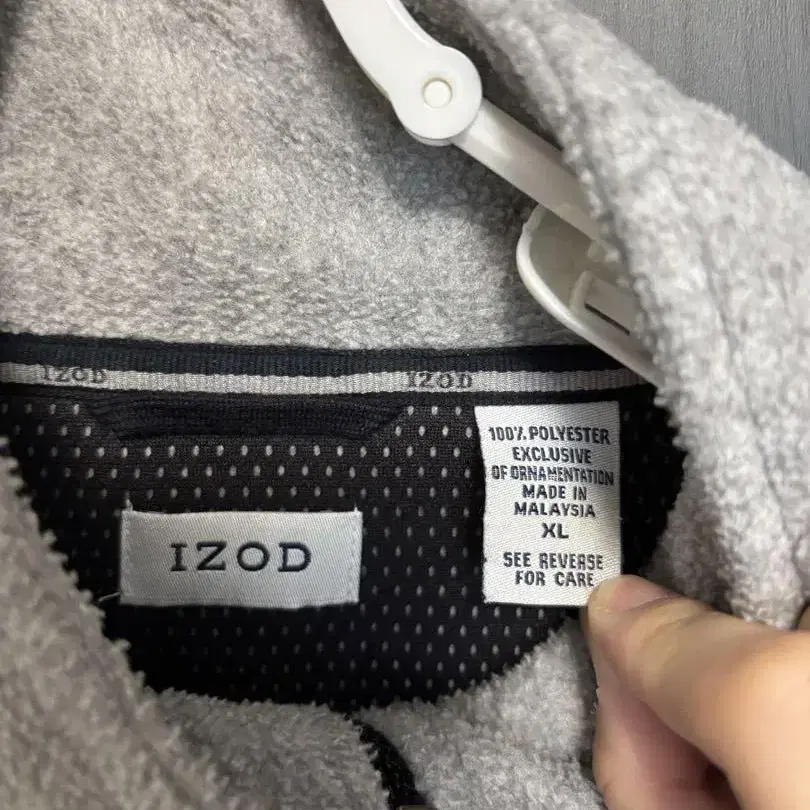 IZOD IZOD
IZOD
100% POLYESTER
EXCLUSIVE
OF ORNAMENTATION
MADE IN
MALAYSIA
XL
SEE REVERSE
FOR CARE